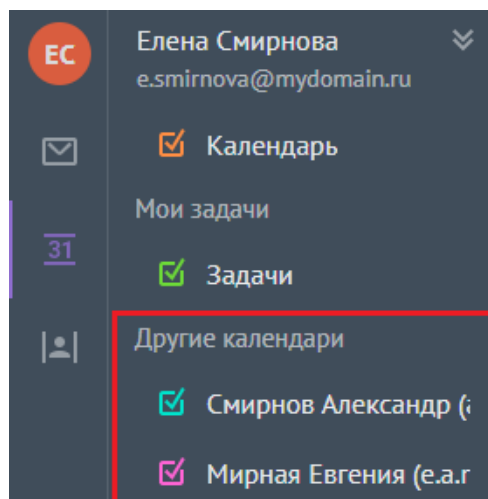 ЕС
Елена Смирнова
e.smirnova@mydomain.ru
Календарь
Мои задачи
31
Задачи
Другие календари
Смирнов Александр (
Мирная Евгения (e.a.